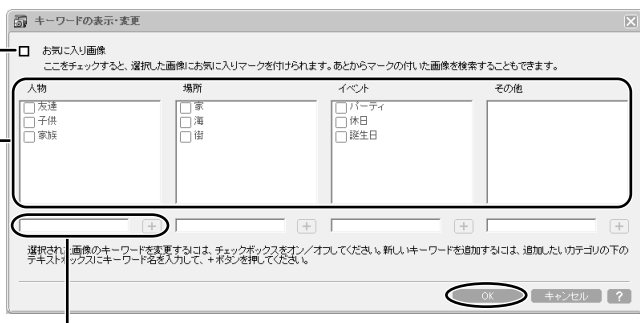 キーワードの表示・変更
お気に入り画像
ここをチェックすると、選択した画像にお気に入りマークを付けられます。あとからマークの付いた画像を検索することもできます。
人物 場所 イベント その他
友達 家 パーティ
子供 海 休日
家族 街 誕生日
+ + + +
選択された画像のキーワードを変更するには、チェックボックスをオン／オフしてください。新しいキーワードを追加するには、追加したいカテゴリの下の
テキストボックスにキーワード名を入力して、+ボタンを押してください。
OK キャンセル ?